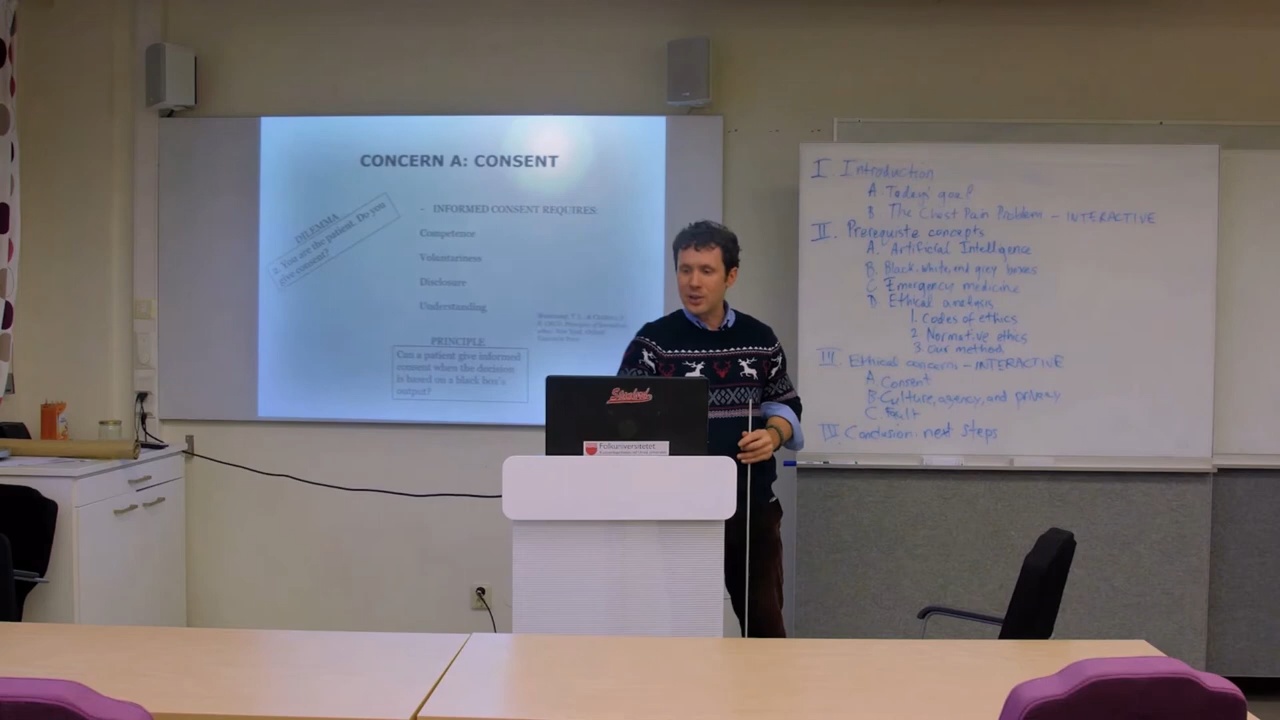 CONCERN A: CONSENT
DILEMMA
a. You are the patient. Do you
give consent?
- INFORMED CONSENT REQUIRES:
Competence
Voluntariness
Disclosure
Understanding
PRINCIPLE
Can a patient give informed
consent when the decision
is based on a black box's
output?
Folkuniversitetet
I. Introduction
A. Today's goal
B. The Chest Pain Problem - INTERACTIVE
II. Prerequiste concepts
A. Artificial Intelligence
B. Black, white, and grey boxes
C. Emergency medicine
D. Ethical analysis
1. Codes of ethics
2. Normative ethics
3. Our method
III. Ethical concerns - INTERACTIVE
A. Consent
B. Culture, agency, and privacy
C. Fault
IV. Conclusion: next steps